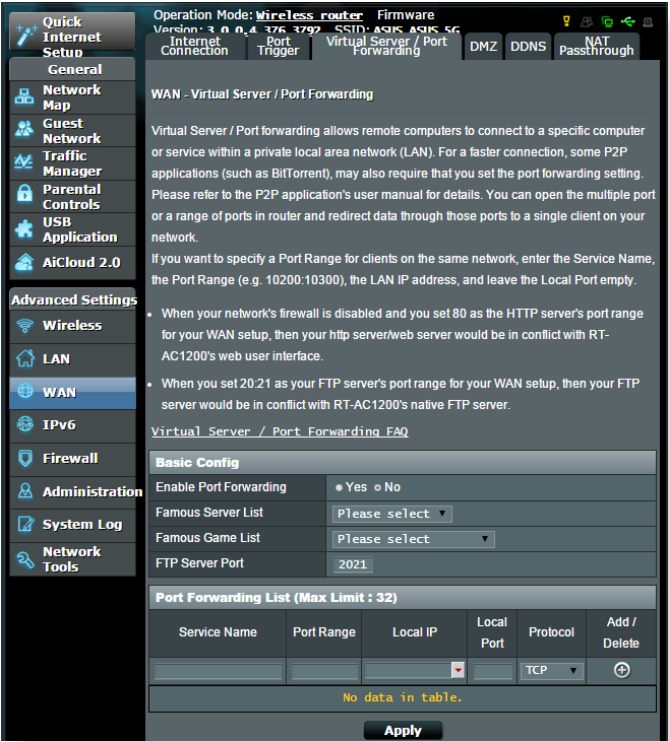 Quick
Internet
Setup
General
Network
Map
Guest
Network
Traffic
Manager
Parental
Controls
USB
Application
AiCloud 2.0
Advanced Settings
Wireless
LAN
WAN
IPv6
Firewall
Administration
System Log
Network
Tools
Operation Mode: Wireless router Firmware
Version: 3.0.0.4.376_3792 SSID: ASUS ASUS_5G
Internet
Connection
Port
Trigger
Virtual Server / Port
Forwarding
DMZ
DDNS
NAT
Passthrough
WAN - Virtual Server / Port Forwarding
Virtual Server / Port forwarding allows remote computers to connect to a specific computer
or service within a private local area network (LAN). For a faster connection, some P2P
applications (such as BitTorrent), may also require that you set the port forwarding setting.
Please refer to the P2P application's user manual for details. You can open the multiple port
or a range of ports in router and redirect data through those ports to a single client on your
network.
If you want to specify a Port Range for clients on the same network, enter the Service Name,
the Port Range (e.g. 10200:10300), the LAN IP address, and leave the Local Port empty.
• When your network's firewall is disabled and you set 80 as the HTTP server's port range
for your WAN setup, then your http server/web server would be in conflict with RT-
AC1200's web user interface.
• When you set 20:21 as your FTP server's port range for your WAN setup, then your FTP
server would be in conflict with RT-AC1200's native FTP server.
Virtual Server / Port Forwarding FAQ
Basic Config
Enable Port Forwarding Yes No
Famous Server List Please select
Famous Game List Please select
FTP Server Port 2021
Port Forwarding List (Max Limit : 32)
Service Name Port Range Local IP Local Port Protocol Add / Delete
TCP
No data in table.
Apply